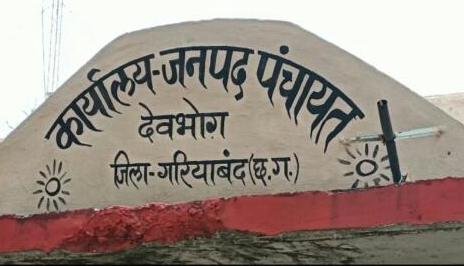 कार्यालय-जनपद पंचायत
देवभोग
जिला-गरियाबंद(छ.ग.)